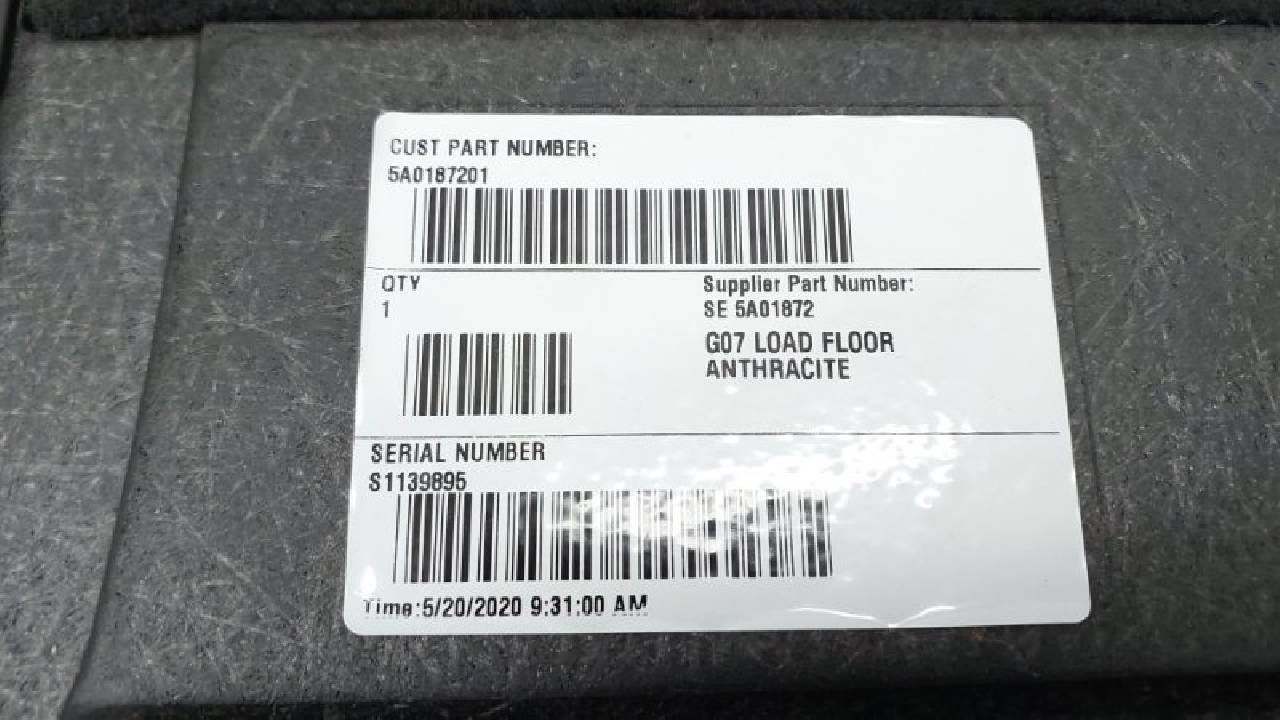 CUST PART NUMBER:
5A0187201
QTY
1
Supplier Part Number:
SE 5A01872
G07 LOAD FLOOR
ANTHRACITE
SERIAL NUMBER
S1139895
Time:5/20/2020 9:31:00 AM